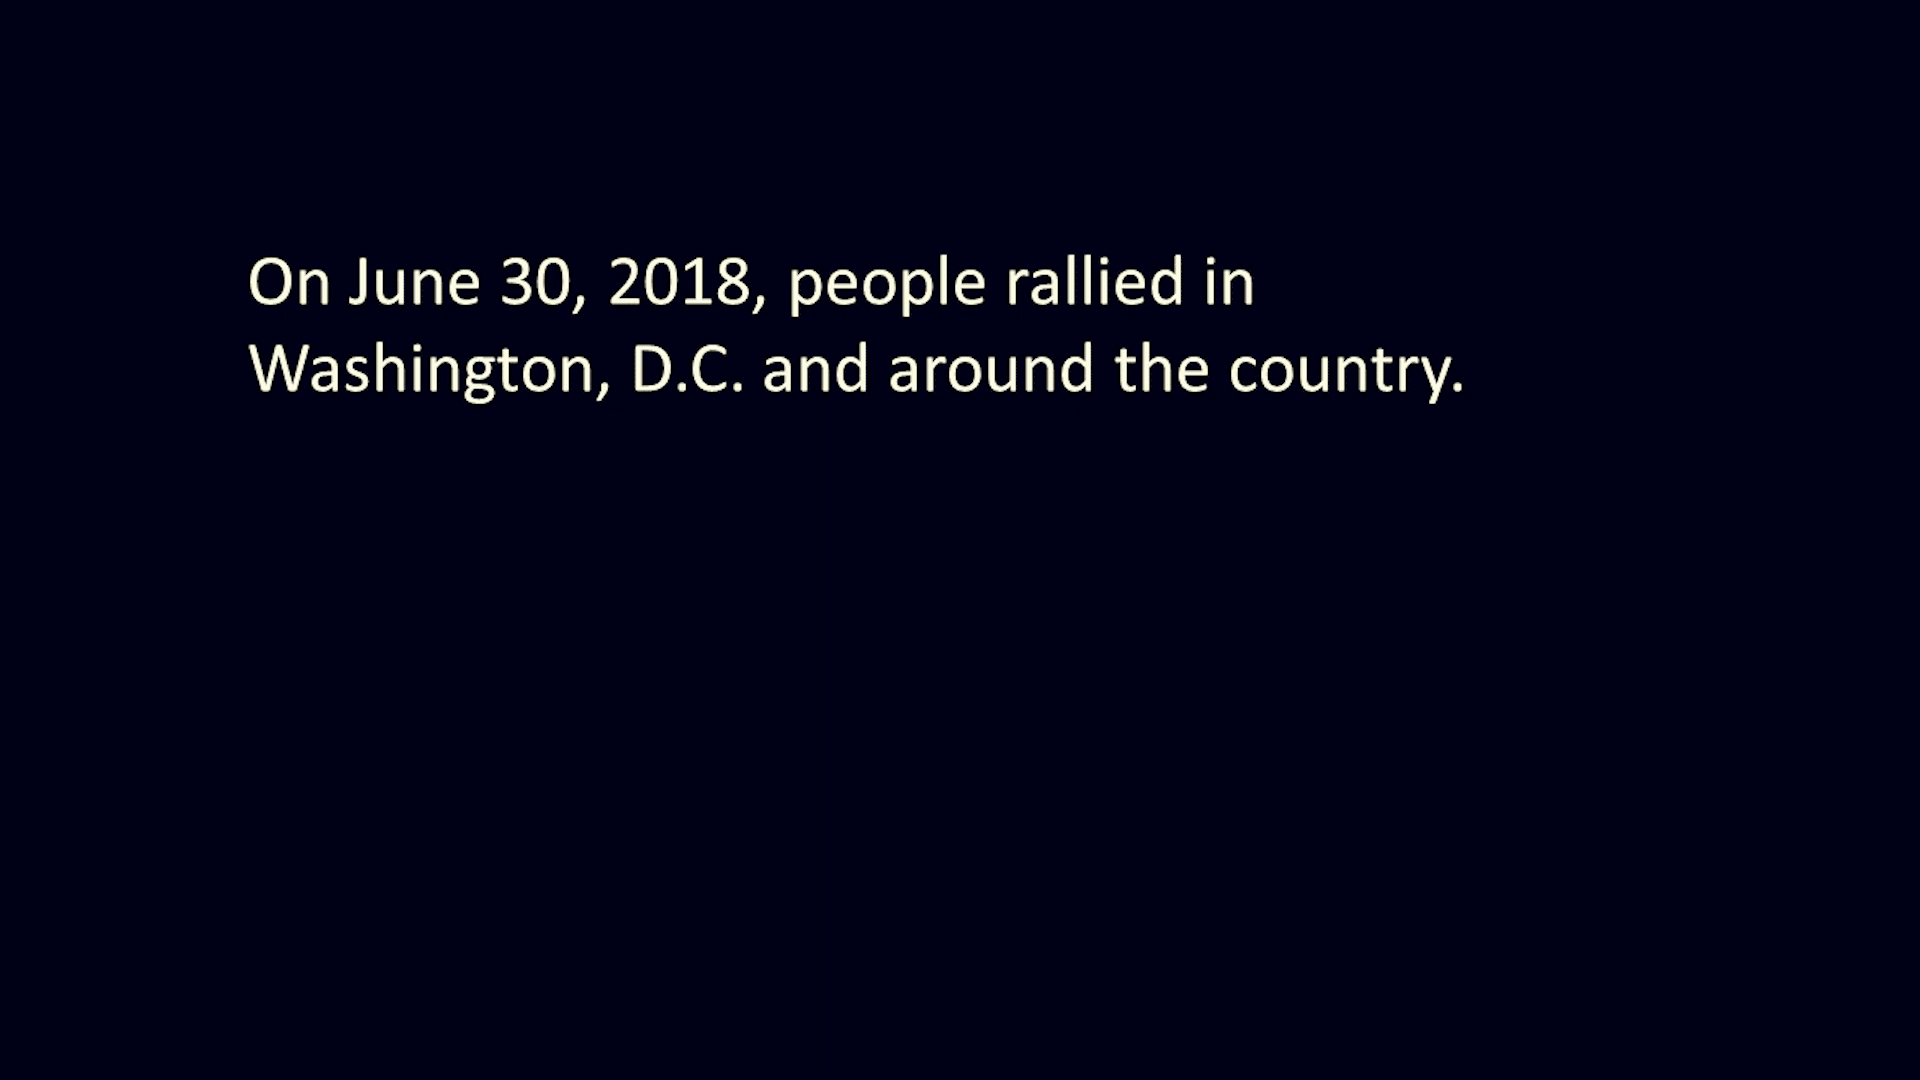 On June 30, 2018, people rallied in
Washington, D.C. and around the country.